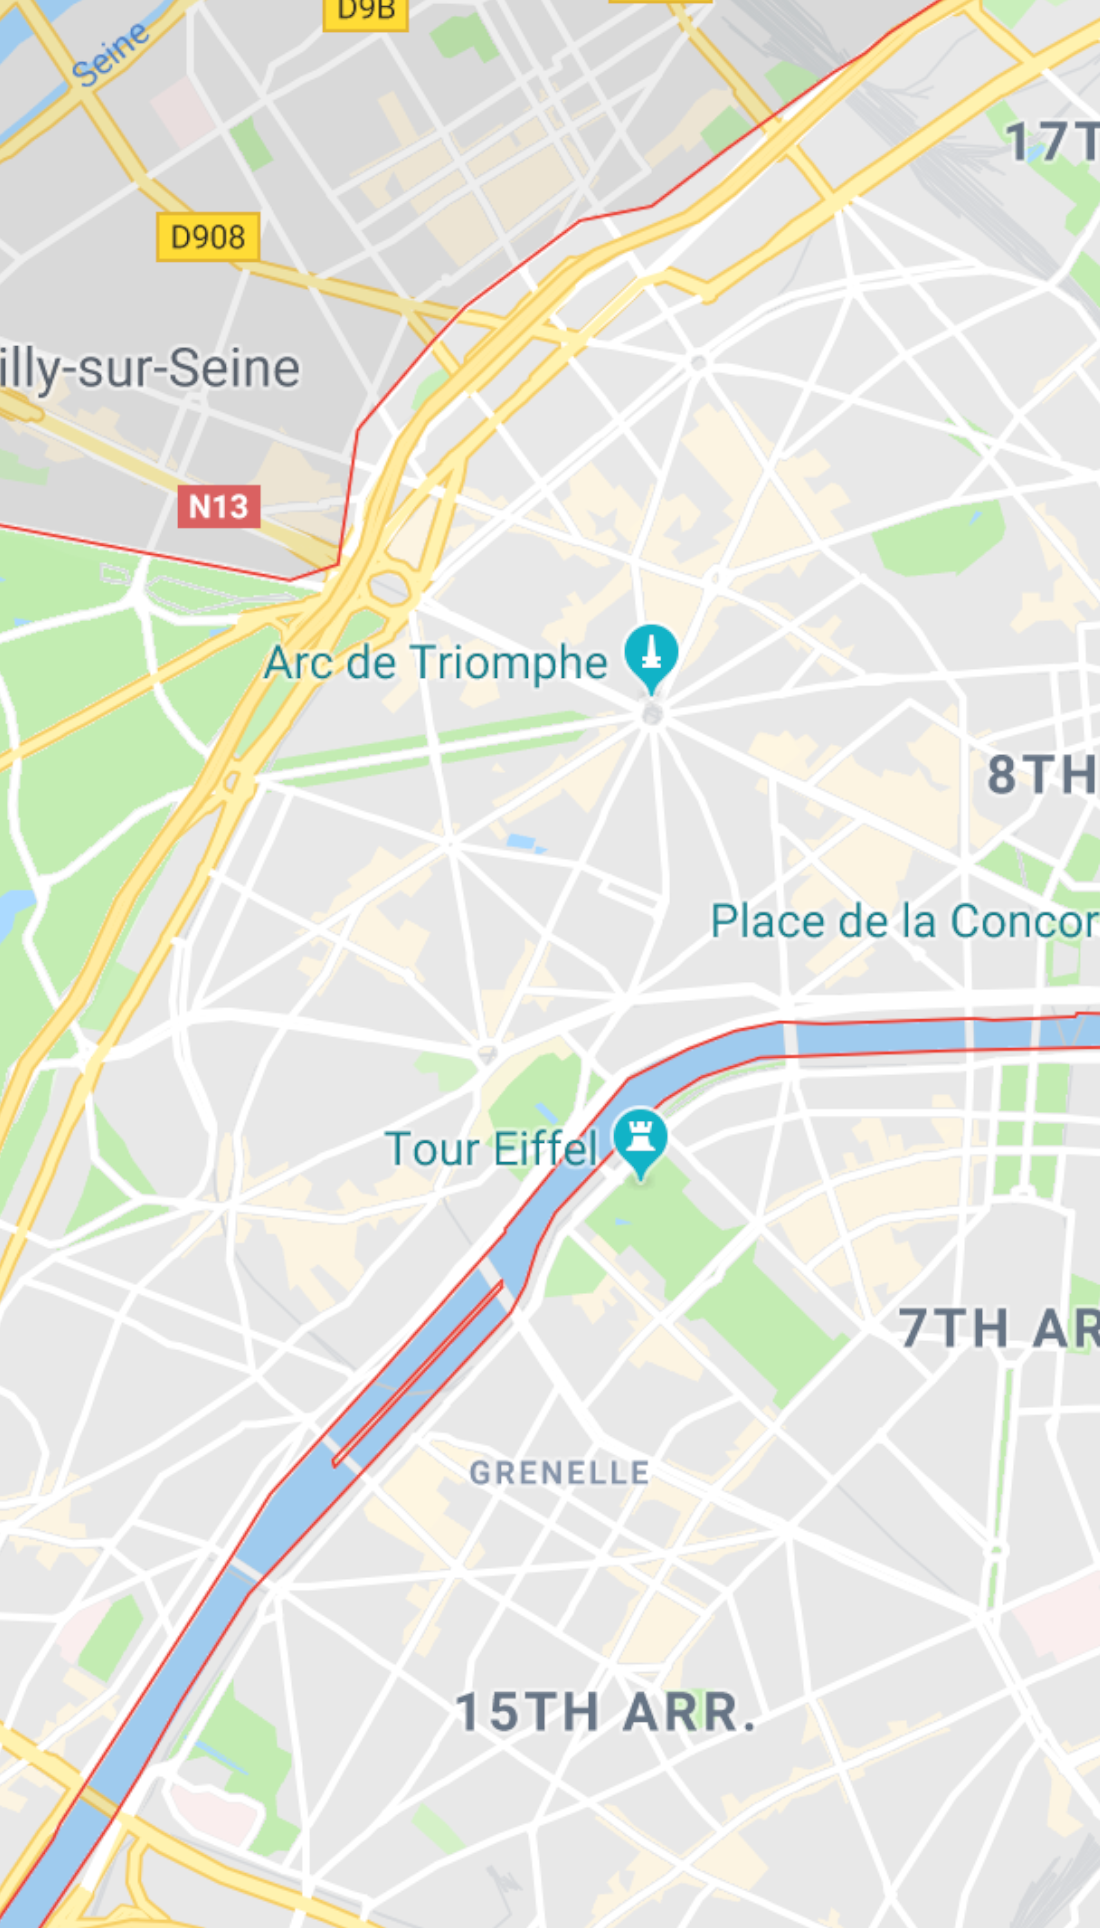 D9B
Seine
17T
D908
illy-sur-Seine
N13
Arc de Triomphe
8TH
Place de la Concor
Tour Eiffel
7TH AR
GRENELLE
15TH ARR.